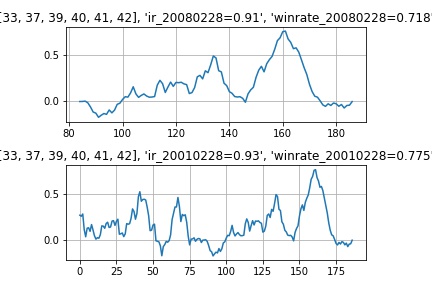 [33, 37, 39, 40, 41, 42], 'ir_20080228=0.91', 'winrate_20080228=0.718'
0.5
0.0
80 100 120 140 160 180
[33, 37, 39, 40, 41, 42], 'ir_20010228=0.93', 'winrate_20010228=0.775'
0.5
0.0
0 25 50 75 100 125 150 175